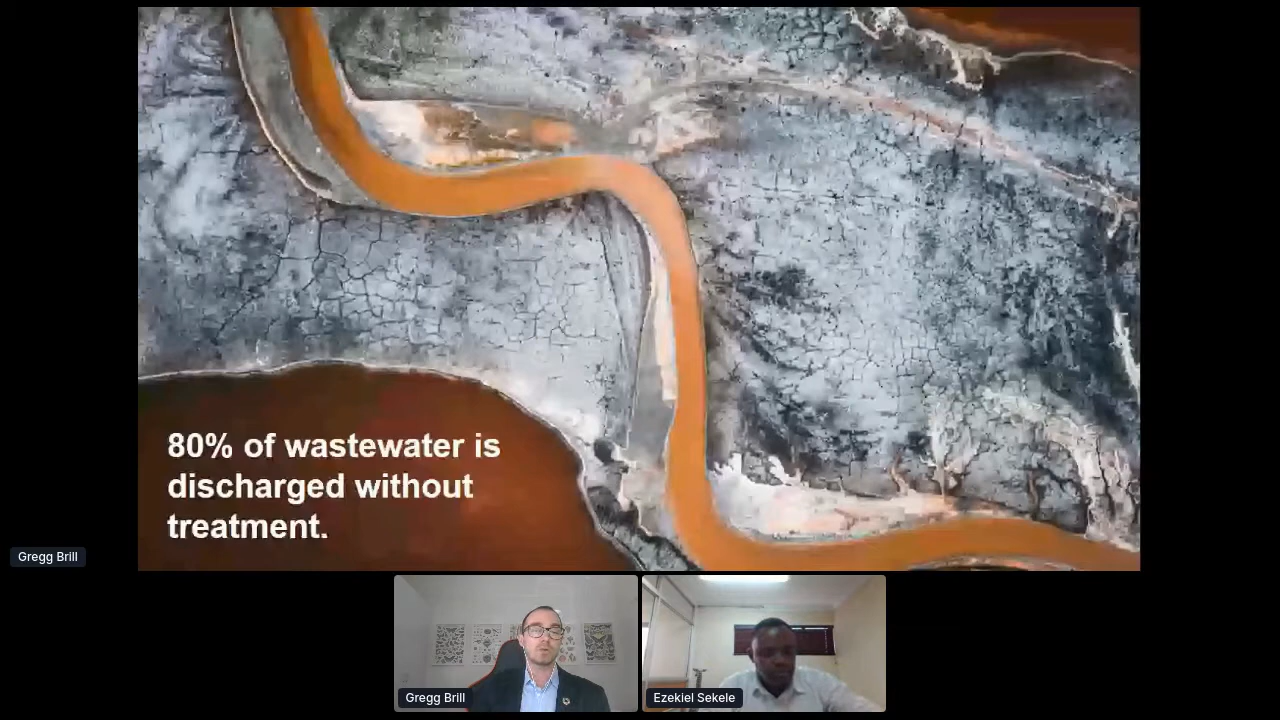 80% of wastewater is
discharged without
treatment.
Gregg Brill
Gregg Brill
Ezekiel Sekele